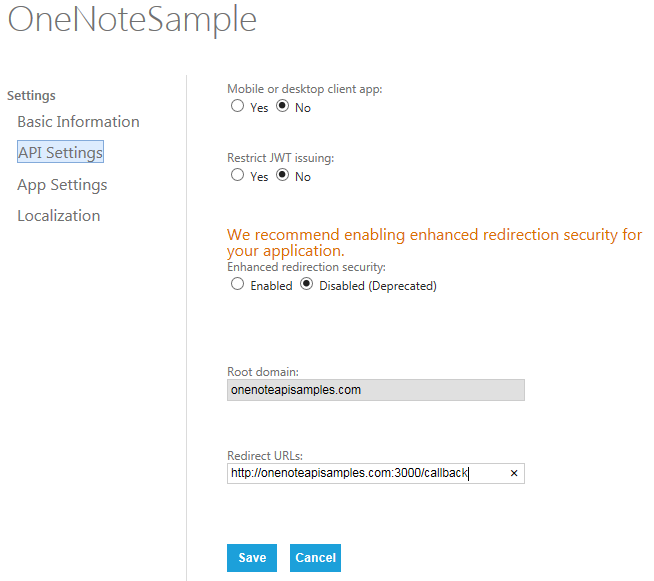 OneNoteSample
Settings
Basic Information
API Settings
App Settings
Localization
Mobile or desktop client app:
Yes No
Restrict JWT issuing:
Yes No
We recommend enabling enhanced redirection security for
your application.
Enhanced redirection security:
Enabled Disabled (Deprecated)
Root domain:
onenoteapisamples.com
Redirect URLs:
http://onenoteapisamples.com:3000/callback
Save Cancel